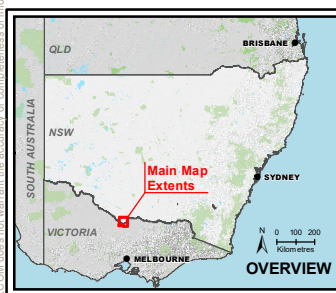 BRISBANE
QLD
SOUTH AUSTRALIA
NSW
Main Map
Extents
SYDNEY
VICTORIA
N
0 100 200
Kilometres
MELBOURNE
OVERVIEW